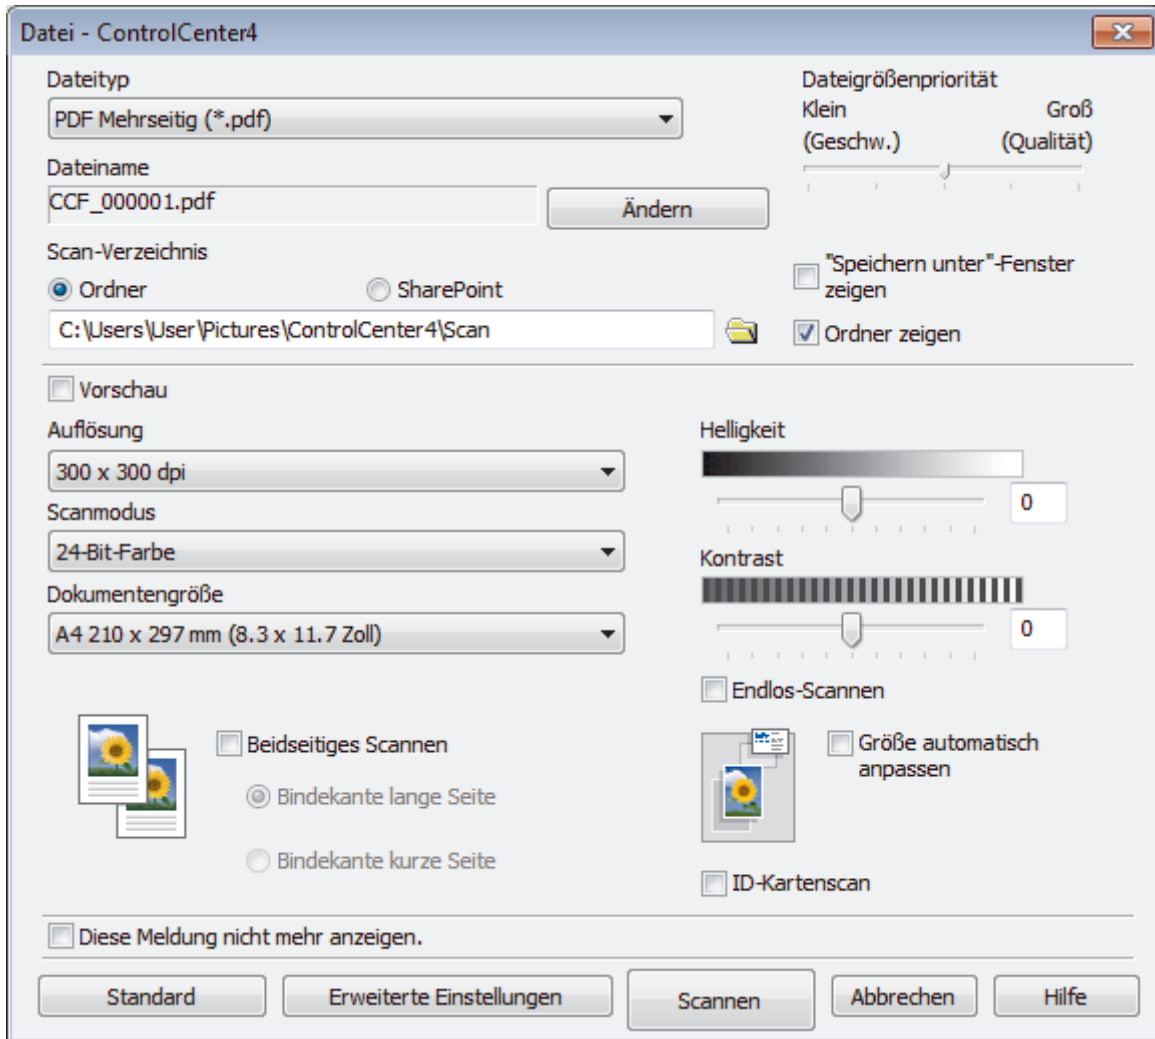 Datei - ControlCenter4
Dateityp
PDF Mehrseitig (*.pdf)
Dateigrößenpriorität
Klein Groß
(Geschw.) (Qualität)
Dateiname
CCF_000001.pdf
Ändern
Scan-Verzeichnis
Ordner
SharePoint
C:\Users\User\Pictures\ControlCenter4\Scan
"Speichern unter"-Fenster
zeigen
Ordner zeigen
Vorschau
Auflösung
300 x 300 dpi
Scanmodus
24-Bit-Farbe
Dokumentengröße
A4 210 x 297 mm (8.3 x 11.7 Zoll)
Helligkeit
0
Kontrast
0
Endlos-Scannen
Beidseitiges Scannen
Bindekante lange Seite
Bindekante kurze Seite
Größe automatisch
anpassen
ID-Kartenscan
Diese Meldung nicht mehr anzeigen.
Standard
Erweiterte Einstellungen
Scannen
Abbrechen
Hilfe